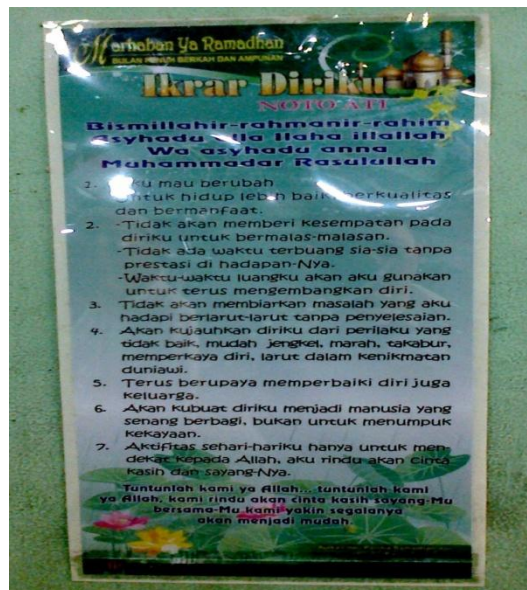 Marhaban Ya Ramadhan
BULAN PENUH BERKAH DAN AMPUNAN
Ikrar Diriku
NOTO ATI
Bismillahir-rahmanir-rahim
Asyhadu alla Ilaha illallah
Wa asyhadu anna
Muhammadar Rasulullah
1. Aku mau berubah
untuk hidup lebih baik, berkualitas
dan bermanfaat.
2. -Tidak akan memberi kesempatan pada
diriku untuk bermalas-malasan.
-Tidak ada waktu terbuang sia-sia tanpa
prestasi di hadapan-Nya.
-Waktu-waktu luangku akan aku gunakan
untuk terus mengembangkan diri.
3. Tidak akan membiarkan masalah yang aku
hadapi berlarut-larut tanpa penyelesaian.
4. Akan kujauhkan diriku dari perilaku yang
tidak baik, mudah jengkel, marah, takabur,
memperkaya diri, larut dalam kenikmatan
duniawi.
5. Terus berupaya memperbaiki diri juga
keluarga.
6. Akan kubuat diriku menjadi manusia yang
senang berbagi, bukan untuk menumpuk
kekayaan.
7. Aktifitas sehari-hariku hanya untuk men-
dekat kepada Allah, aku rindu akan cinta
kasih dan sayang-Nya.
Tuntunlah kami ya Allah... tuntunlah kami
ya Allah, kami rindu akan cinta kasih sayang-Mu
bersama-Mu kami yakin segalanya
akan menjadi mudah.